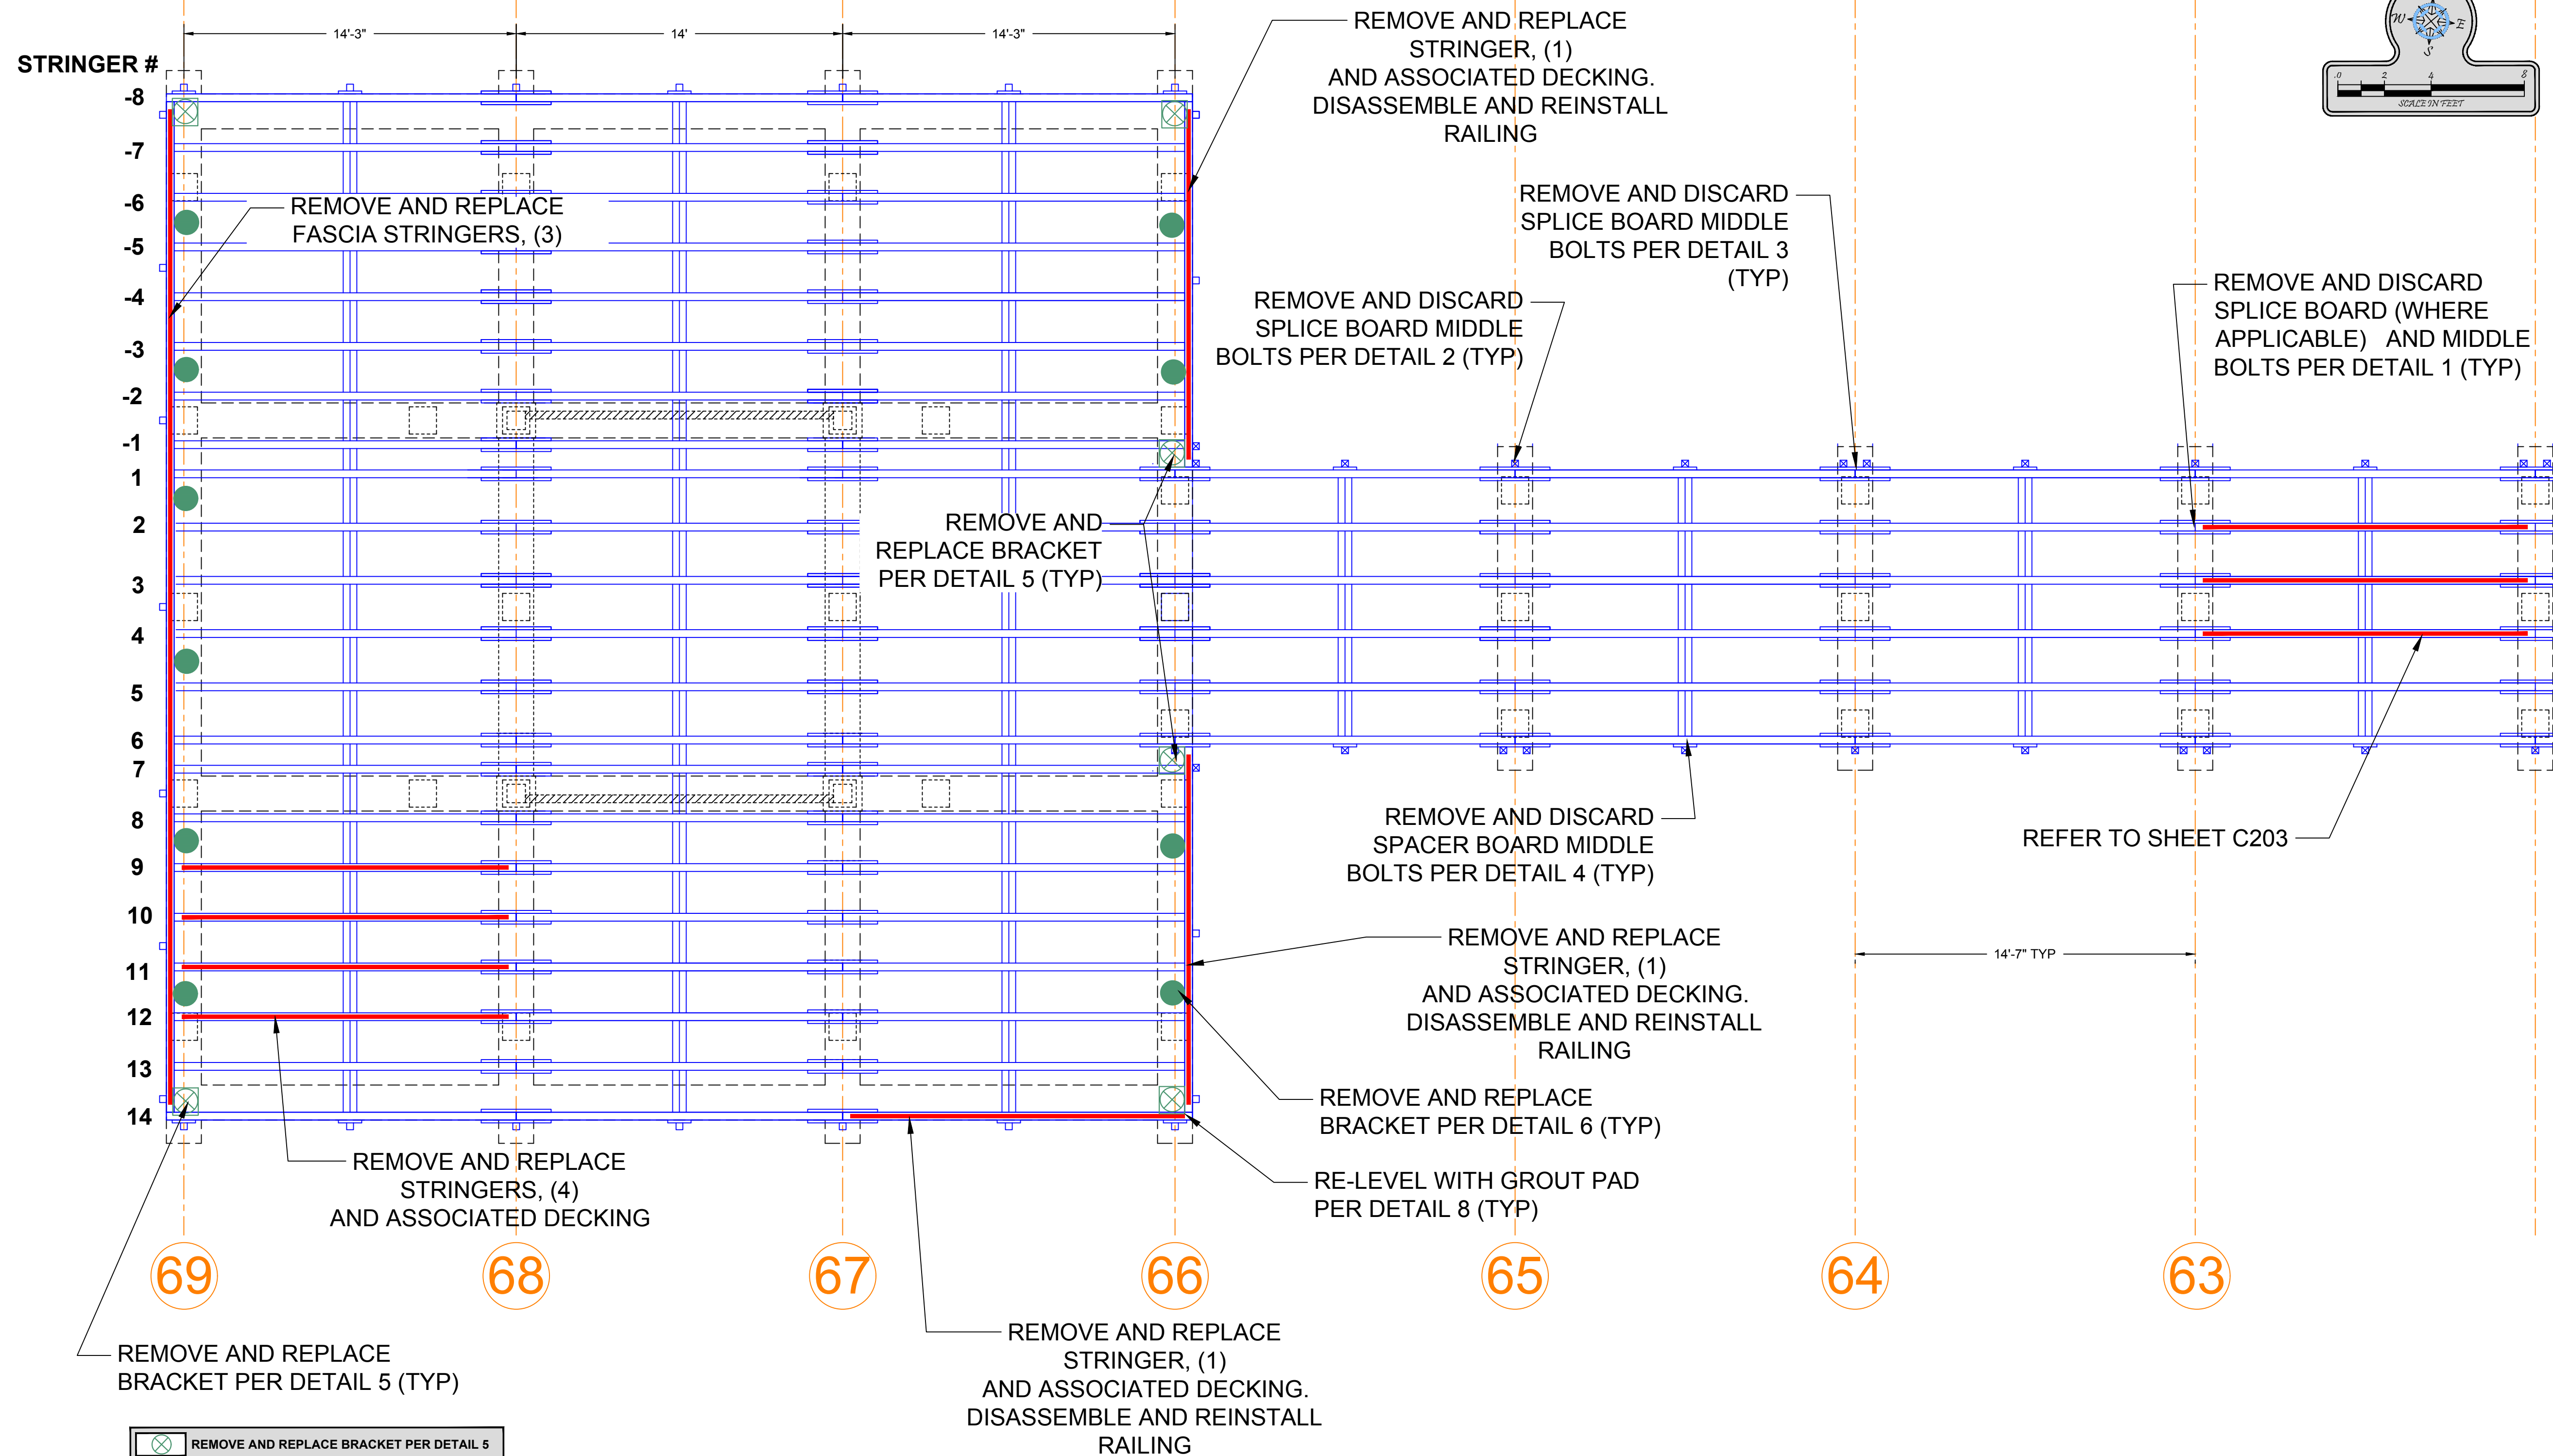 14'-3"
14'
14'-3"
STRINGER #
-8
-7
-6
-5
-4
-3
-2
-1
1
2
3
4
5
6
7
8
9
10
11
12
13
14
REMOVE AND REPLACE
FASCIA STRINGERS, (3)
REMOVE AND REPLACE
STRINGER, (1)
AND ASSOCIATED DECKING.
DISASSEMBLE AND REINSTALL
RAILING
W
E
S
0
2
4
8
SCALE IN FEET
REMOVE AND DISCARD
SPLICE BOARD MIDDLE
BOLTS PER DETAIL 3
(TYP)
REMOVE AND DISCARD
SPLICE BOARD MIDDLE
BOLTS PER DETAIL 2 (TYP)
REMOVE AND DISCARD
SPLICE BOARD (WHERE
APPLICABLE) AND MIDDLE
BOLTS PER DETAIL 1 (TYP)
REMOVE AND
REPLACE BRACKET
PER DETAIL 5 (TYP)
REMOVE AND DISCARD
SPACER BOARD MIDDLE
BOLTS PER DETAIL 4 (TYP)
REFER TO SHEET C203
14'-7" TYP
REMOVE AND REPLACE
STRINGER, (1)
AND ASSOCIATED DECKING.
DISASSEMBLE AND REINSTALL
RAILING
REMOVE AND REPLACE
BRACKET PER DETAIL 6 (TYP)
RE-LEVEL WITH GROUT PAD
PER DETAIL 8 (TYP)
REMOVE AND REPLACE
STRINGERS, (4)
AND ASSOCIATED DECKING
69
68
67
66
65
64
63
REMOVE AND REPLACE
BRACKET PER DETAIL 5 (TYP)
REMOVE AND REPLACE
STRINGER, (1)
AND ASSOCIATED DECKING.
DISASSEMBLE AND REINSTALL
RAILING
REMOVE AND REPLACE BRACKET PER DETAIL 5